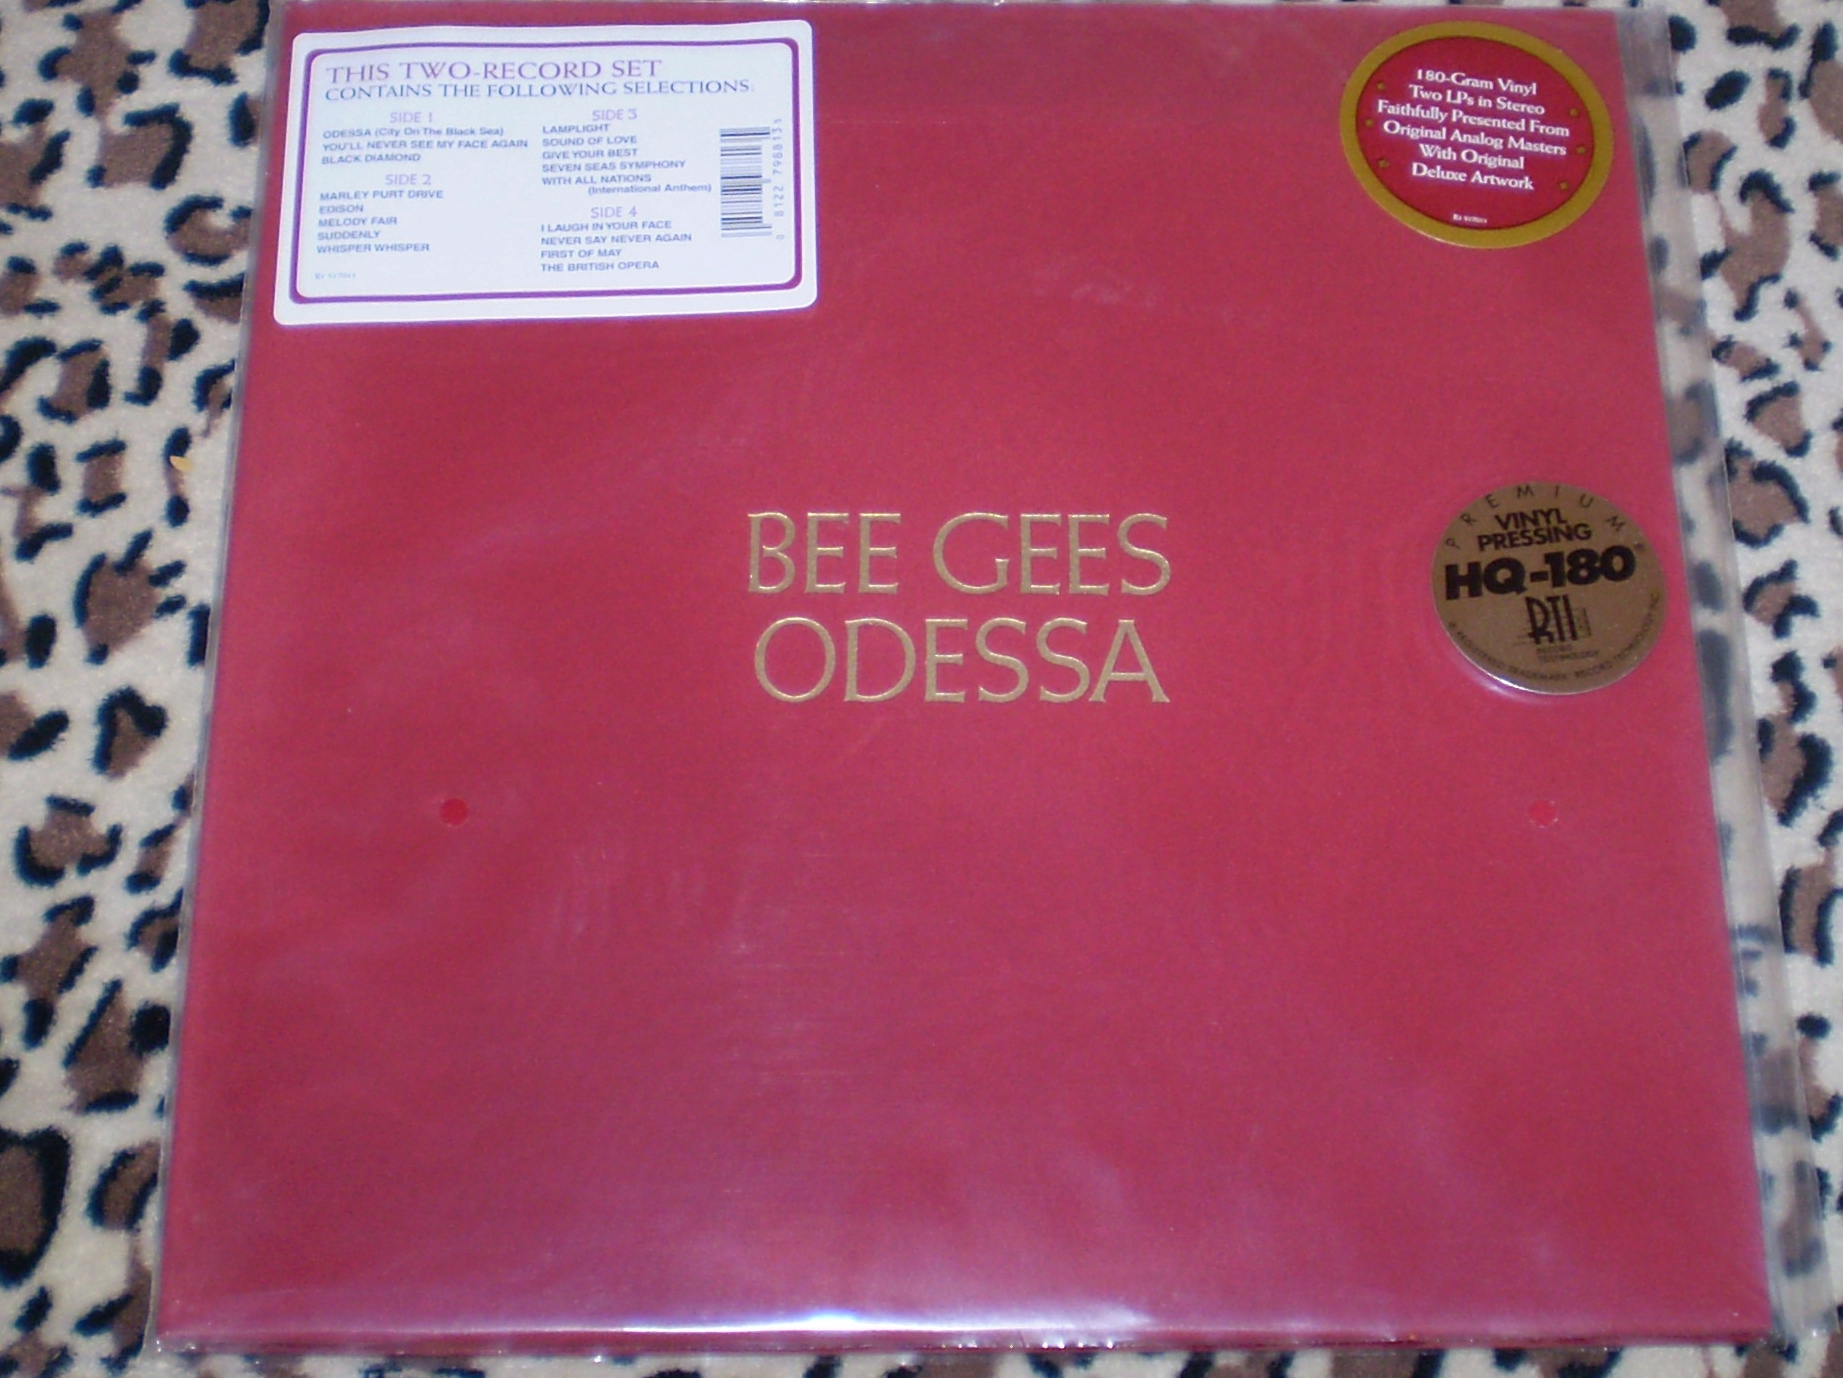 THIS TWO-RECORD SET
CONTAINS THE FOLLOWING SELECTIONS.
SIDE 1
ODESSA (City On The Black Sea)
YOU'LL NEVER SEE MY FACE AGAIN
BLACK DIAMOND
SIDE 2
MARLEY PURT DRIVE
EDISON
MELODY FAIR
SUDDENLY
WHISPER WHISPER
SIDE 3
LAMPLIGHT
SOUND OF LOVE
GIVE YOUR BEST
SEVEN SEAS SYMPHONY
WITH ALL NATIONS
(International Anthem)
SIDE 4
I LAUGH IN YOUR FACE
NEVER SAY NEVER AGAIN
FIRST OF MAY
THE BRITISH OPERA
180-Gram Vinyl
Two LPs in Stereo
Faithfully Presented From
Original Analog Masters
With Original
Deluxe Artwork
BEE GEES
ODESSA
PREMIUM
VINYL
PRESSING
HQ-180
RTI
RECORD
TECHNOLOGY